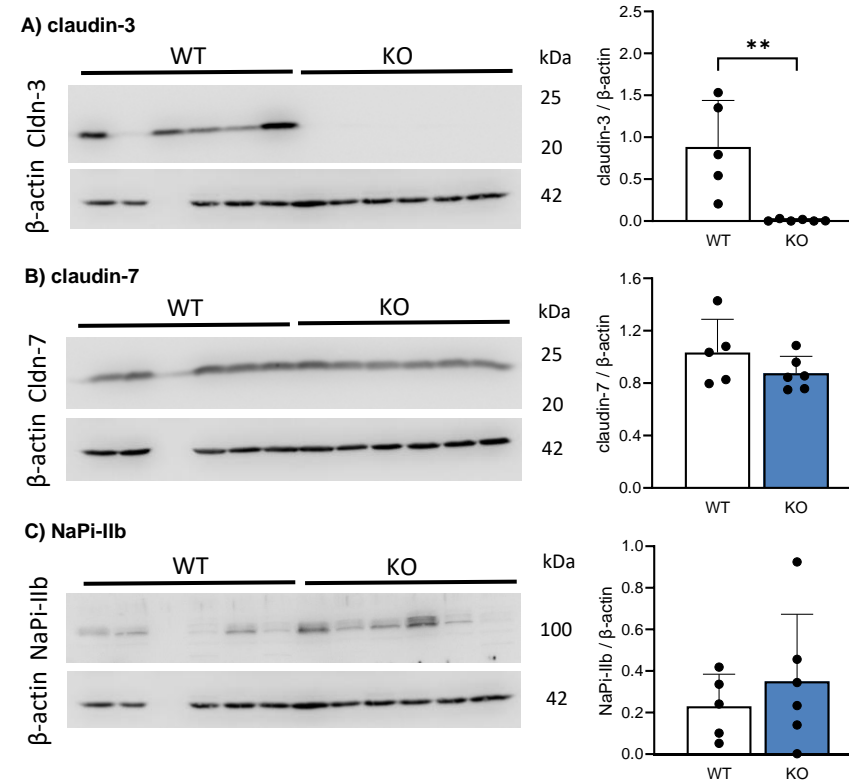 A) claudin-3
WT KO kDa
Cldn-3
25
20
β-actin
42
claudin-3 / β-actin
2.5
2.0
1.5
1.0
0.5
0.0
**
WT KO
B) claudin-7
WT KO kDa
Cldn-7
25
20
β-actin
42
claudin-7 / β-actin
1.6
1.2
0.8
0.4
0.0
WT KO
C) NaPi-IIb
WT KO kDa
NaPi-IIb
100
β-actin
42
NaPi-IIb / β-actin
1.0
0.8
0.6
0.4
0.2
0.0
WT KO